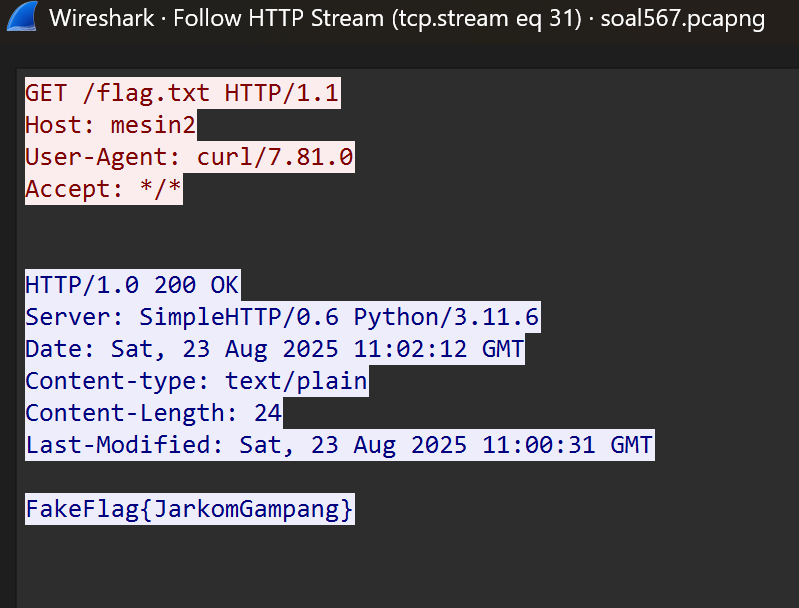 Wireshark · Follow HTTP Stream (tcp.stream eq 31) · soal567.pcapng
GET /flag.txt HTTP/1.1
Host: mesin2
User-Agent: curl/7.81.0
Accept: */*
HTTP/1.0 200 OK
Server: SimpleHTTP/0.6 Python/3.11.6
Date: Sat, 23 Aug 2025 11:02:12 GMT
Content-type: text/plain
Content-Length: 24
Last-Modified: Sat, 23 Aug 2025 11:00:31 GMT
FakeFlag{JarkomGampang}